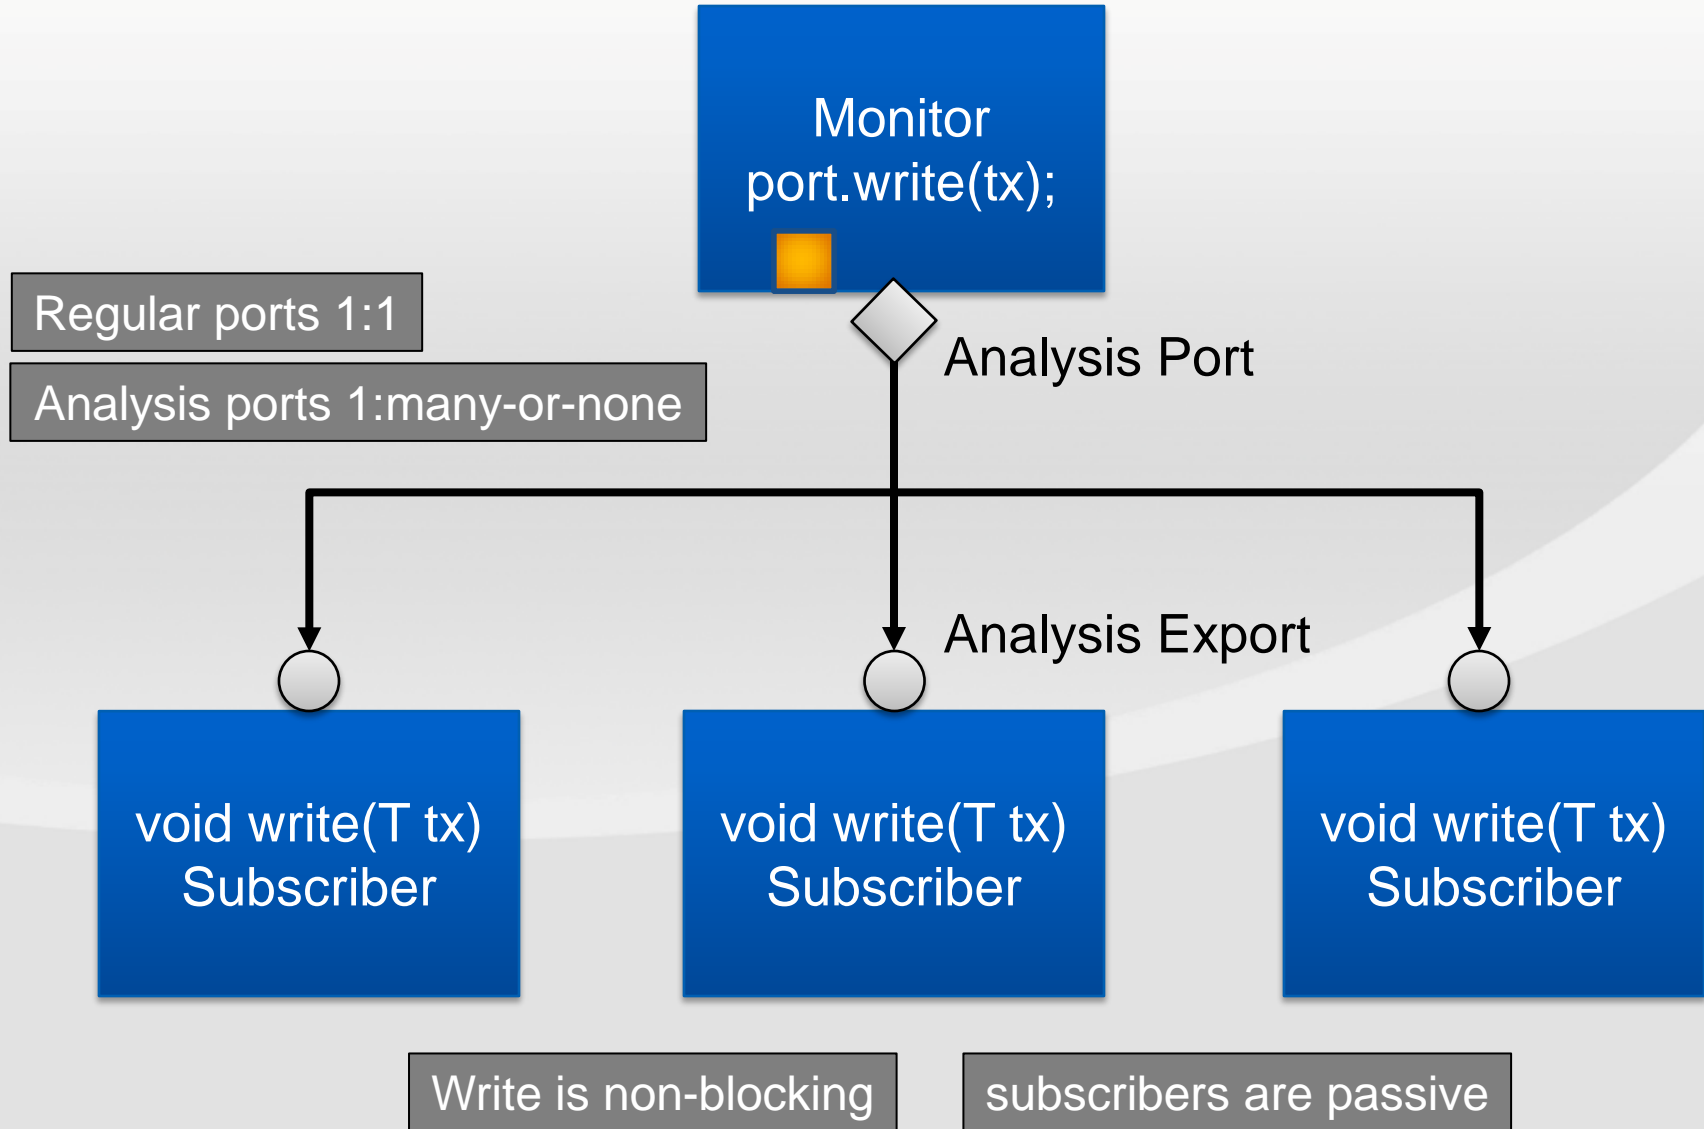 Monitor
port.write(tx);
Regular ports 1:1
Analysis Port
Analysis ports 1:many-or-none
Analysis Export
void write(T tx)
Subscriber
void write(T tx)
Subscriber
void write(T tx)
Subscriber
Write is non-blocking
subscribers are passive